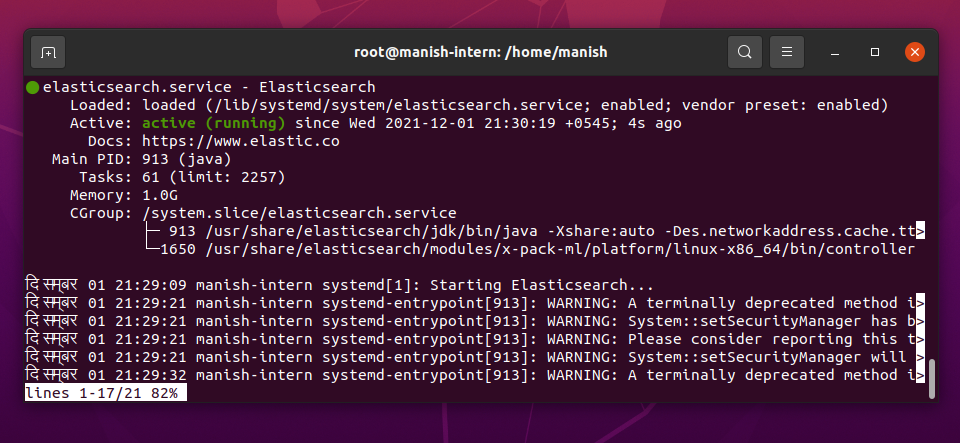 root@manish-intern: /home/manish
elasticsearch.service - Elasticsearch
Loaded: loaded (/lib/systemd/system/elasticsearch.service; enabled; vendor preset: enabled)
Active: active (running) since Wed 2021-12-01 21:30:19 +0545; 4s ago
Docs: https://www.elastic.co
Main PID: 913 (java)
Tasks: 61 (limit: 2257)
Memory: 1.0G
CGroup: /system.slice/elasticsearch.service
├─ 913 /usr/share/elasticsearch/jdk/bin/java -Xshare:auto -Des.networkaddress.cache.tt>
└─1650 /usr/share/elasticsearch/modules/x-pack-ml/platform/linux-x86_64/bin/controller
दिसम्बर 01 21:29:09 manish-intern systemd[1]: Starting Elasticsearch...
दिसम्बर 01 21:29:21 manish-intern systemd-entrypoint[913]: WARNING: A terminally deprecated method i>
दिसम्बर 01 21:29:21 manish-intern systemd-entrypoint[913]: WARNING: System::setSecurityManager has b>
दिसम्बर 01 21:29:21 manish-intern systemd-entrypoint[913]: WARNING: Please consider reporting this t>
दिसम्बर 01 21:29:21 manish-intern systemd-entrypoint[913]: WARNING: System::setSecurityManager will >
दिसम्बर 01 21:29:32 manish-intern systemd-entrypoint[913]: WARNING: A terminally deprecated method i>
lines 1-17/21 82%